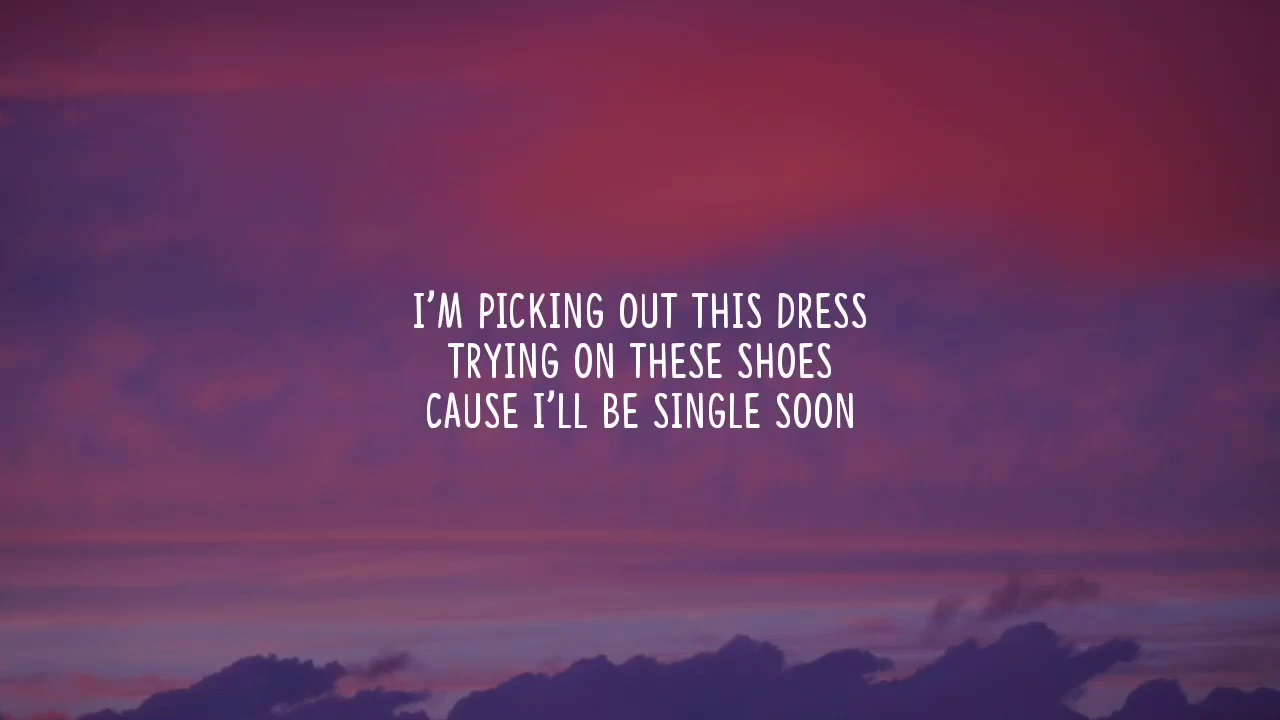 I'M PICKING OUT THIS DRESS
TRYING ON THESE SHOES
CAUSE I'LL BE SINGLE SOON